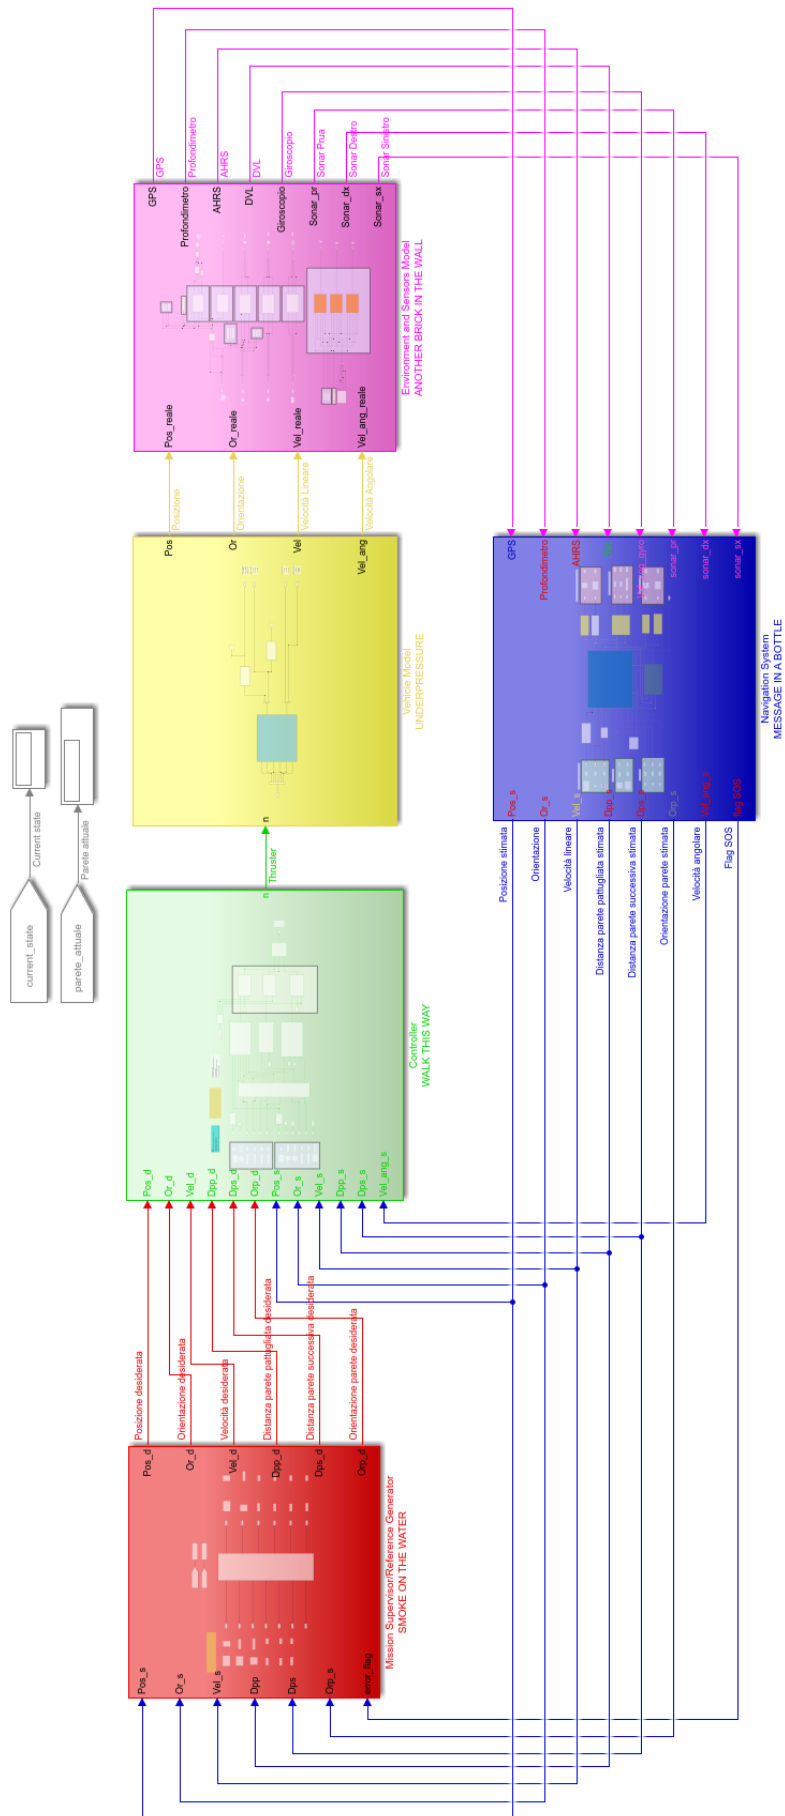 GPS
Profondimetro
AHRS
DVL
Giroscopio
Sonar Prua
Sonar Destro
Sonar Sinistro
GPS
Profondimetro
AHRS
DVL
Giroscopio
Sonar_pr
Sonar_dx
Sonar_sx
Pos_reale
Or_reale
Vel_reale
Vel_ang_reale
Environment and Sensors Model
ANOTHER BRICK IN THE WALL
Posizione
Orientazione
Velocità Lineare
Velocità Angolare
Pos
Or
Vel
Vel_ang
n
Vehicle Model
UNDERPRESSURE
Thruster
n
Pos_d
Or_d
Vel_d
Dpp_d
Dps_d
Orp_d
Pos_s
Or_s
Vel_s
Dpp_s
Dps_s
Vel_ang_s
Controller
WALK THIS WAY
current_state
Current state
parete_attuale
Parete attuale
Posizione desiderata
Orientazione desiderata
Velocità desiderata
Distanza parete pattugliata desiderata
Distanza parete successiva desiderata
Orientazione parete desiderata
Pos_d
Or_d
Vel_d
Dpp_d
Dps_d
Orp_d
Pos_s
Or_s
Vel_s
Dpp
Dps
Orp_s
error_flag
Mission Supervisor/Reference Generator
SMOKE ON THE WATER
GPS
Profondimetro
AHRS
sonar_pr
sonar_dx
sonar_sx
Pos_s
Or_s
Vel_s
Dpp_s
Dps_s
Orp_s
Vel_ang_s
flag SOS
Navigation System
MESSAGE IN A BOTTLE
Posizione stimata
Orientazione
Velocità lineare
Distanza parete pattugliata stimata
Distanza parete successiva stimata
Orientazione parete stimata
Velocità angolare
Flag SOS